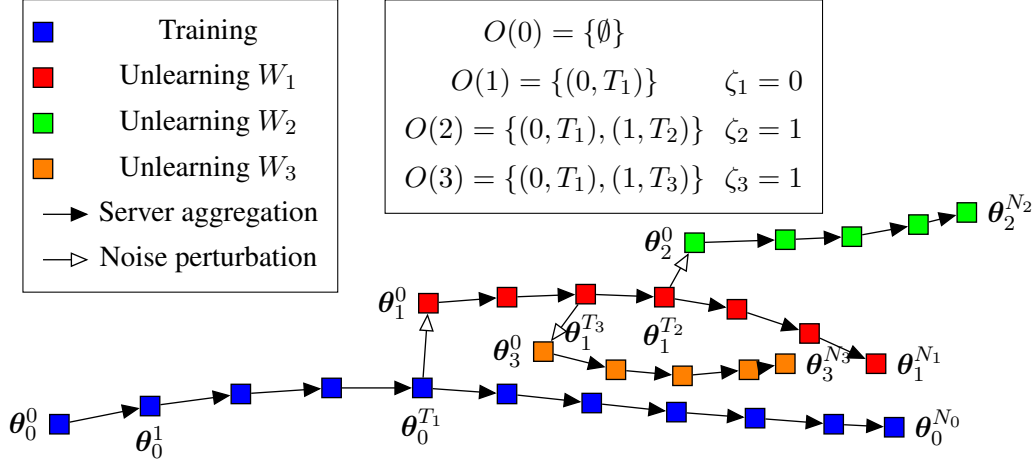 Training
Unlearning W₁
Unlearning W₂
Unlearning W₃
Server aggregation
Noise perturbation
O(0) = {∅}
O(1) = {(0, T₁)} ζ₁ = 0
O(2) = {(0, T₁), (1, T₂)} ζ₂ = 1
O(3) = {(0, T₁), (1, T₃)} ζ₃ = 1
θ₂^{N₂}
θ₂^0
θ₁^0
θ₁^{T₃}
θ₁^{T₂}
θ₃^0
θ₃^{N₃}
θ₁^{N₁}
θ₀^0
θ₀^1
θ₀^{T₁}
θ₀^{N₀}